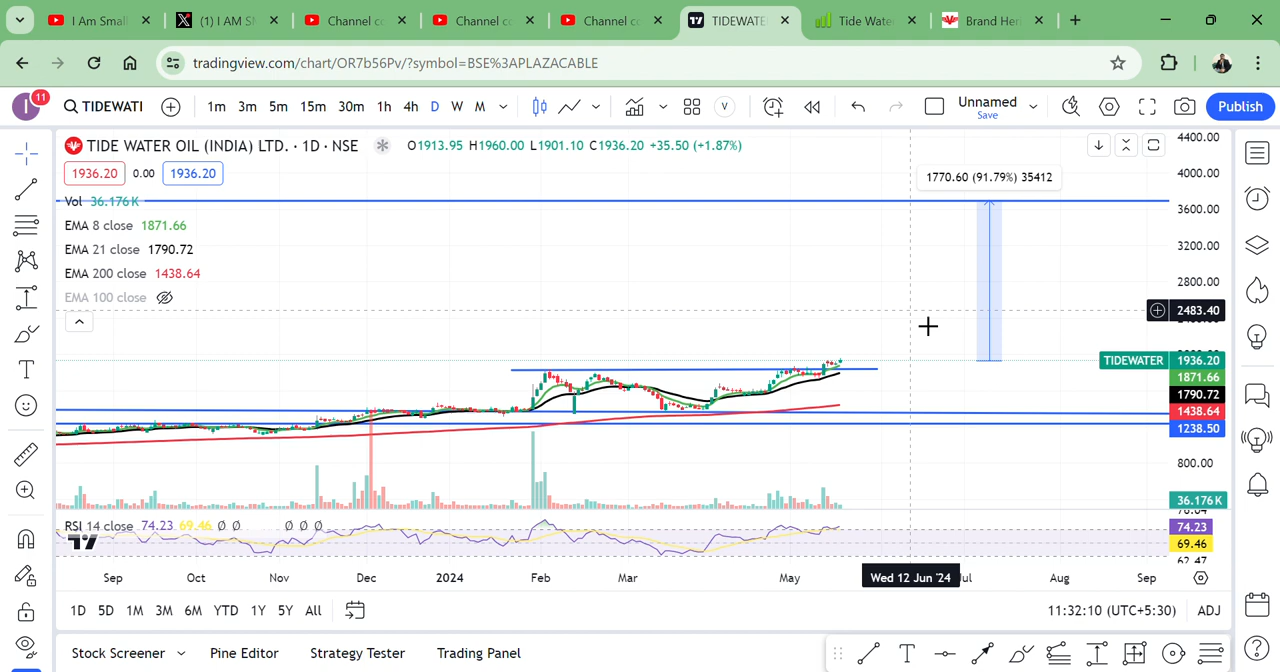 I Am Small
(1) I AM SM
Channel co
Channel co
Channel co
TIDEWATE
Tide Water
Brand Heri
tradingview.com/chart/OR7b56Pv/?symbol=BSE%3APLAZACABLE
11
TIDEWATI
1m 3m 5m 15m 30m 1h 4h D W M
V
Unnamed
Save
Publish
TIDE WATER OIL (INDIA) LTD. · 1D · NSE
O1913.95 H1960.00 L1901.10 C1936.20 +35.50 (+1.87%)
1936.20 0.00 1936.20
Vol 36.176K
EMA 8 close 1871.66
EMA 21 close 1790.72
EMA 200 close 1438.64
EMA 100 close
1770.60 (91.79%) 35412
4400.00
4000.00
3600.00
3200.00
2800.00
2483.40
TIDEWATER 1936.20
1871.66
1790.72
1438.64
1238.50
800.00
36.176K
RSI 14 close 74.23 69.46 Ø Ø Ø Ø Ø
74.23
69.46
62.47
Sep Oct Nov Dec 2024 Feb Mar May Wed 12 Jun '24 Jul Aug Sep
1D 5D 1M 3M 6M YTD 1Y 5Y All
11:32:10 (UTC+5:30) ADJ
Stock Screener Pine Editor Strategy Tester Trading Panel